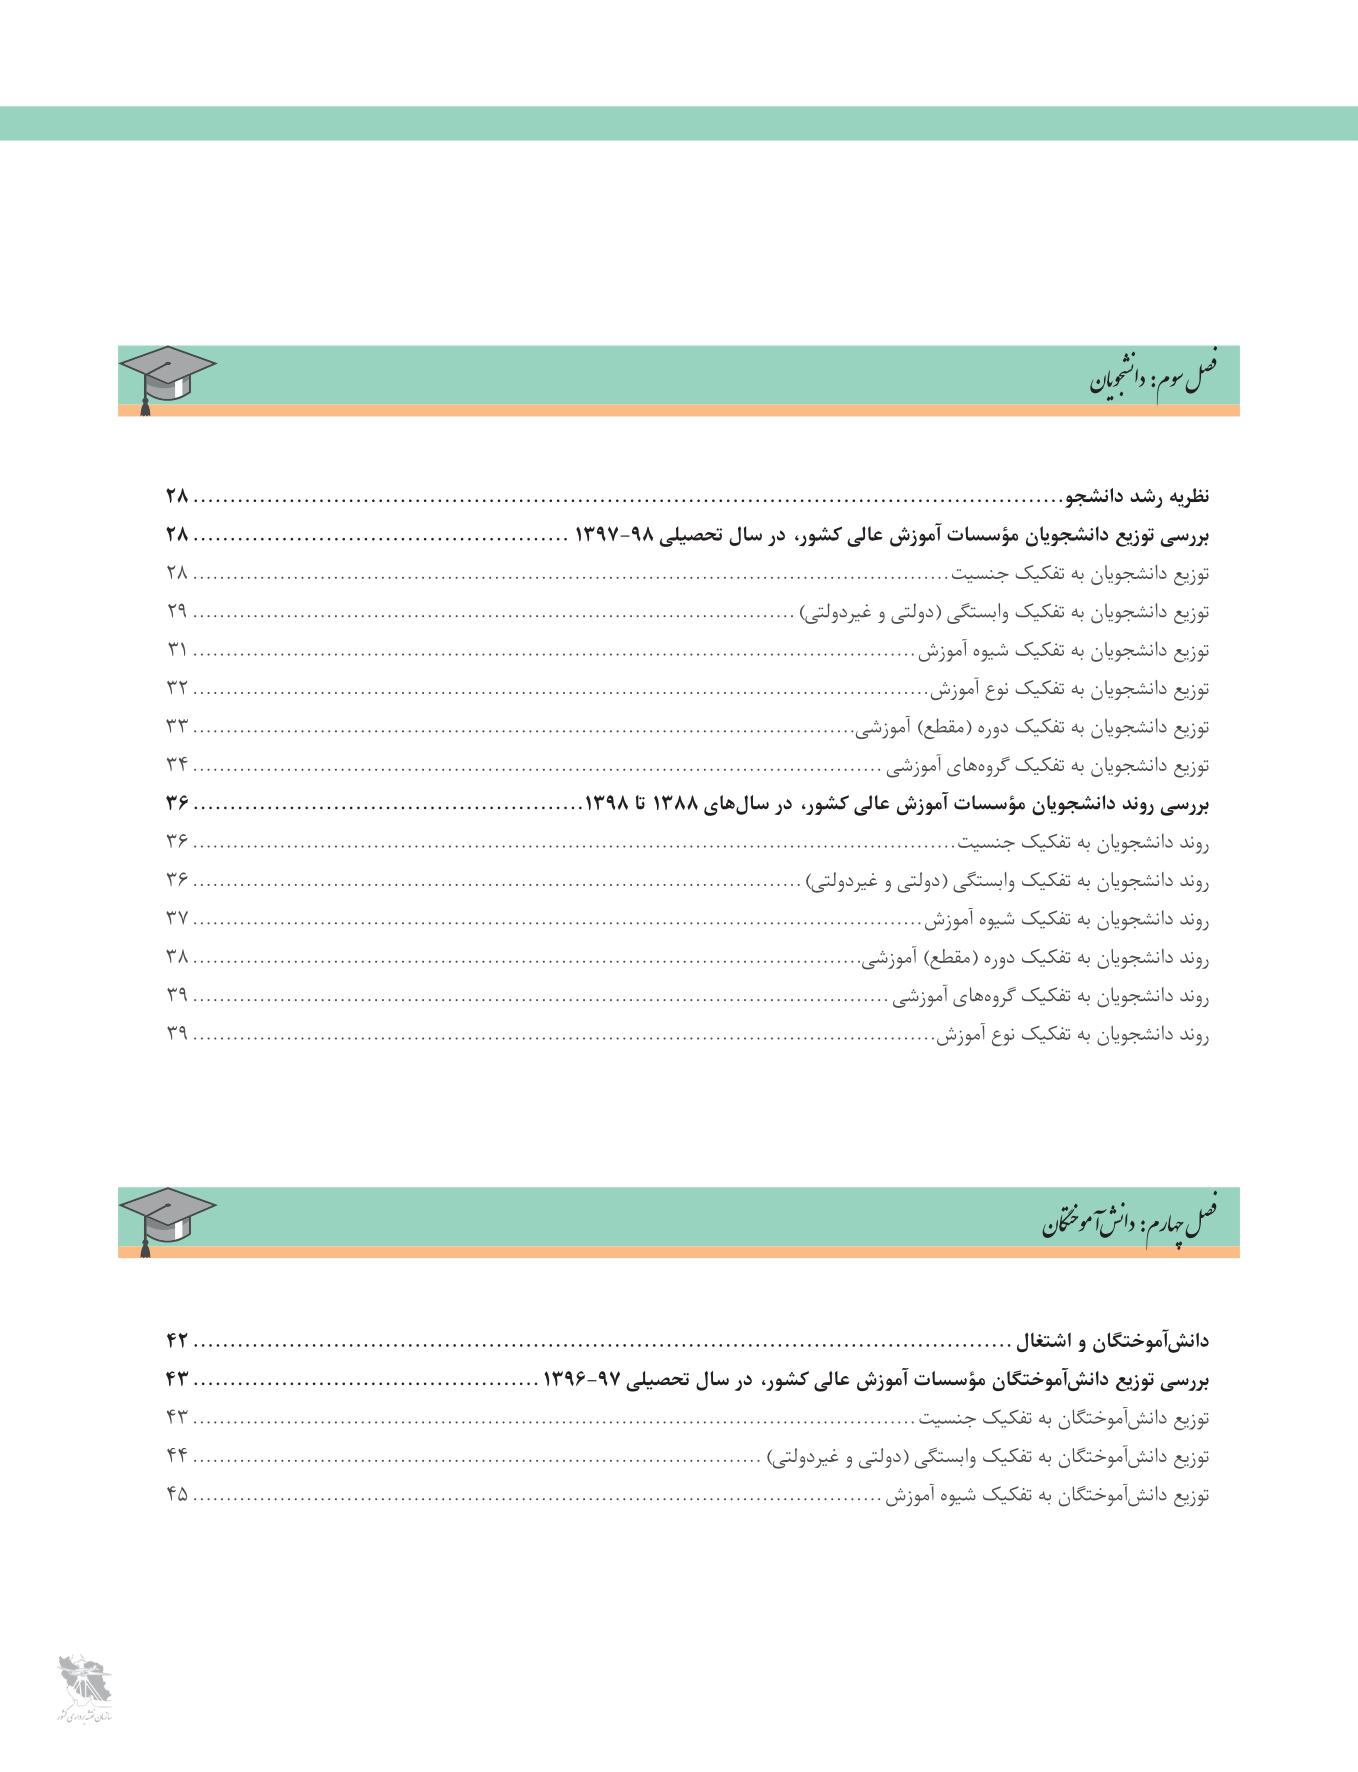 فصل سوم: دانشجویان
نظریه رشد دانشجو ........ ۲۸
بررسی توزیع دانشجویان مؤسسات آموزش عالی کشور، در سال تحصیلی ۹۸-۱۳۹۷ ........ ۲۸
توزیع دانشجویان به تفکیک جنسیت ........ ۲۸
توزیع دانشجویان به تفکیک وابستگی (دولتی و غیردولتی) ........ ۲۹
توزیع دانشجویان به تفکیک شیوه آموزش ........ ۳۱
توزیع دانشجویان به تفکیک نوع آموزش ........ ۳۲
توزیع دانشجویان به تفکیک دوره (مقطع) آموزشی ........ ۳۳
توزیع دانشجویان به تفکیک گروه‌های آموزشی ........ ۳۴
بررسی روند دانشجویان مؤسسات آموزش عالی کشور، در سال‌های ۱۳۸۸ تا ۱۳۹۸ ........ ۳۶
روند دانشجویان به تفکیک جنسیت ........ ۳۶
روند دانشجویان به تفکیک وابستگی (دولتی و غیردولتی) ........ ۳۶
روند دانشجویان به تفکیک شیوه آموزش ........ ۳۷
روند دانشجویان به تفکیک دوره (مقطع) آموزشی ........ ۳۸
روند دانشجویان به تفکیک گروه‌های آموزشی ........ ۳۹
روند دانشجویان به تفکیک نوع آموزش ........ ۳۹
فصل چهارم: دانش‌آموختگان
دانش‌آموختگان و اشتغال ........ ۴۲
بررسی توزیع دانش‌آموختگان مؤسسات آموزش عالی کشور، در سال تحصیلی ۹۷-۱۳۹۶ ........ ۴۳
توزیع دانش‌آموختگان به تفکیک جنسیت ........ ۴۳
توزیع دانش‌آموختگان به تفکیک وابستگی (دولتی و غیردولتی) ........ ۴۴
توزیع دانش‌آموختگان به تفکیک شیوه آموزش ........ ۴۵
سازمان نقشه‌برداری کشور